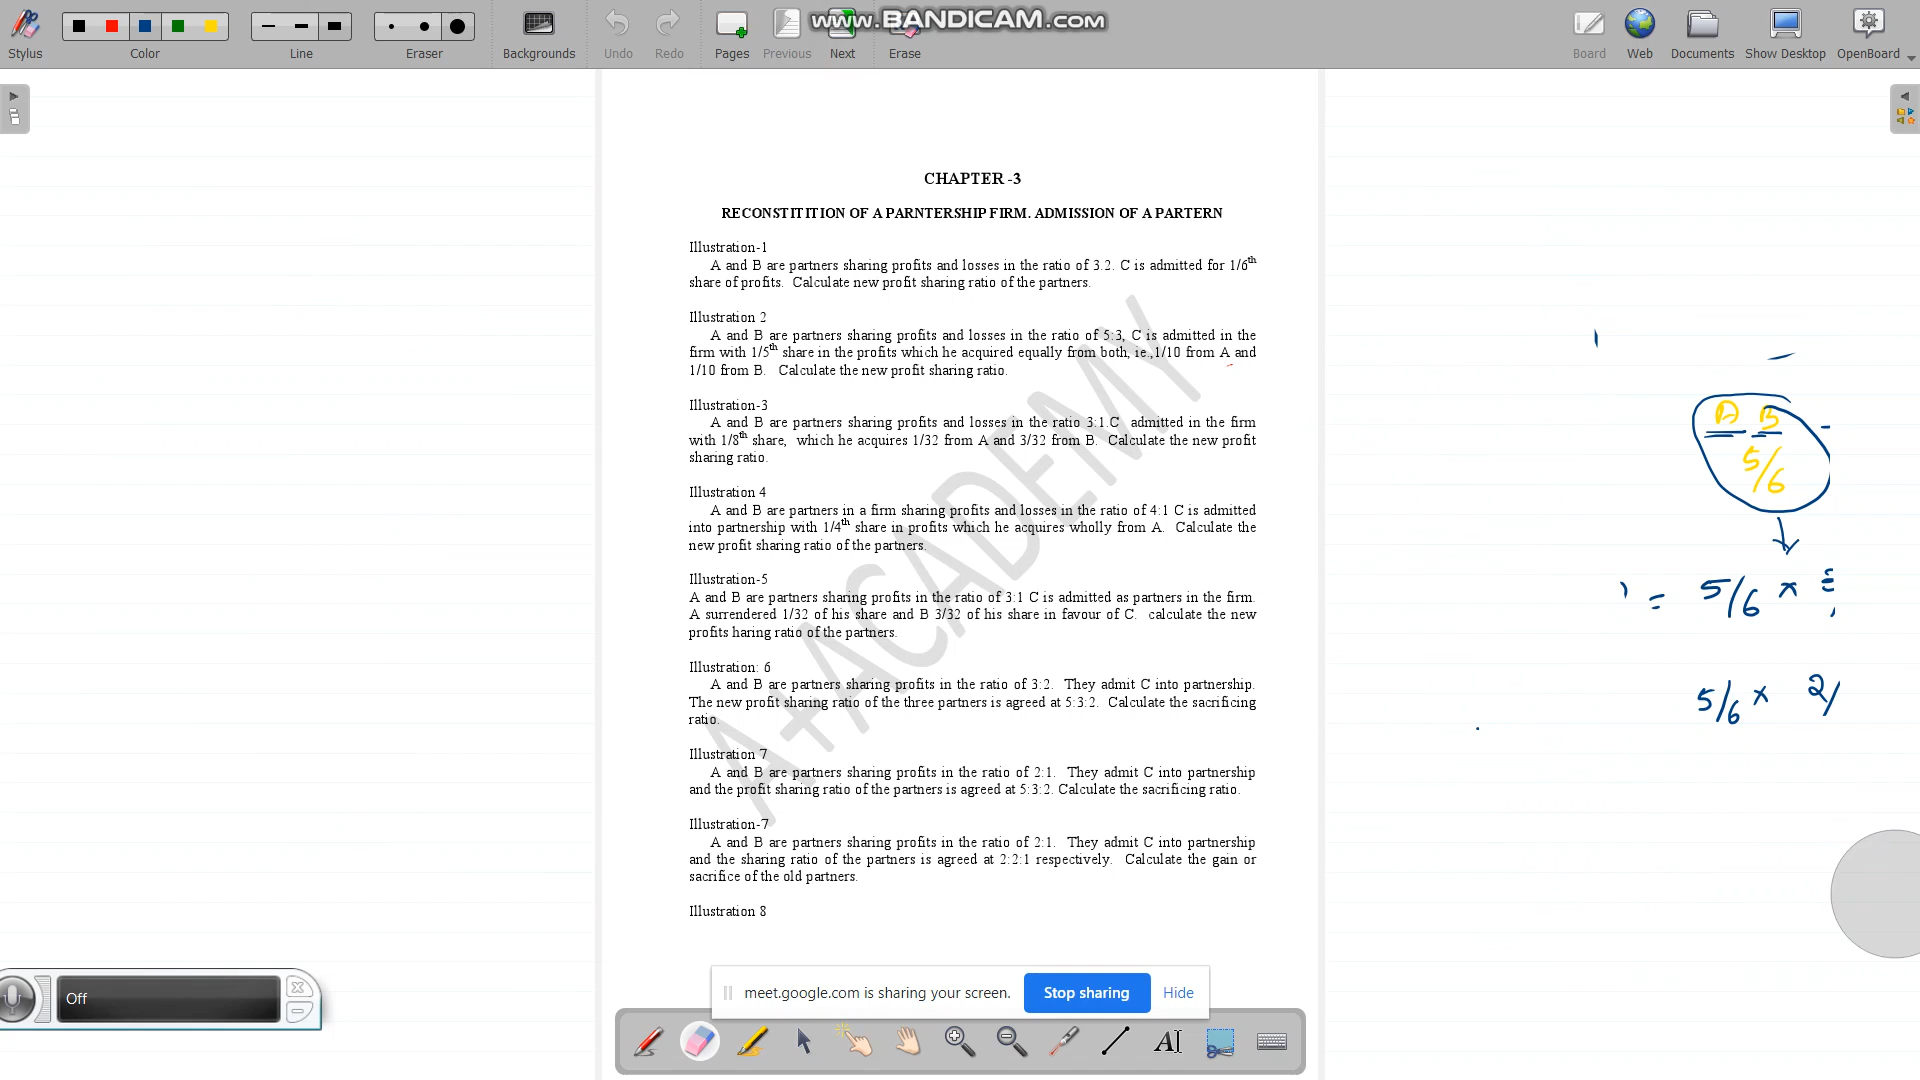 www.BANDICAM.com
Stylus Color Line Eraser Backgrounds Undo Redo Pages Previous Next Erase Board Web Documents Show Desktop OpenBoard
CHAPTER -3
RECONSTITITION OF A PARNTERSHIP FIRM. ADMISSION OF A PARTERN
Illustration-1
A and B are partners sharing profits and losses in the ratio of 3.2. C is admitted for 1/6th
share of profits. Calculate new profit sharing ratio of the partners.
Illustration 2
A and B are partners sharing profits and losses in the ratio of 5:3, C is admitted in the
firm with 1/5th share in the profits which he acquired equally from both, ie.,1/10 from A and
1/10 from B. Calculate the new profit sharing ratio.
Illustration-3
A and B are partners sharing profits and losses in the ratio 3:1.C admitted in the firm
with 1/8th share, which he acquires 1/32 from A and 3/32 from B. Calculate the new profit
sharing ratio.
Illustration 4
A and B are partners in a firm sharing profits and losses in the ratio of 4:1 C is admitted
into partnership with 1/4th share in profits which he acquires wholly from A. Calculate the
new profit sharing ratio of the partners.
Illustration-5
A and B are partners sharing profits in the ratio of 3:1 C is admitted as partners in the firm.
A surrendered 1/32 of his share and B 3/32 of his share in favour of C. calculate the new
profits haring ratio of the partners.
Illustration: 6
A and B are partners sharing profits in the ratio of 3:2. They admit C into partnership.
The new profit sharing ratio of the three partners is agreed at 5:3:2. Calculate the sacrificing
ratio.
Illustration 7
A and B are partners sharing profits in the ratio of 2:1. They admit C into partnership
and the profit sharing ratio of the partners is agreed at 5:3:2. Calculate the sacrificing ratio.
Illustration-7
A and B are partners sharing profits in the ratio of 2:1. They admit C into partnership
and the sharing ratio of the partners is agreed at 2:2:1 respectively. Calculate the gain or
sacrifice of the old partners.
Illustration 8
A+ACADEMY
A B
5/6
= 5/6 ×
5/6 × 2/
Off
meet.google.com is sharing your screen. Stop sharing Hide